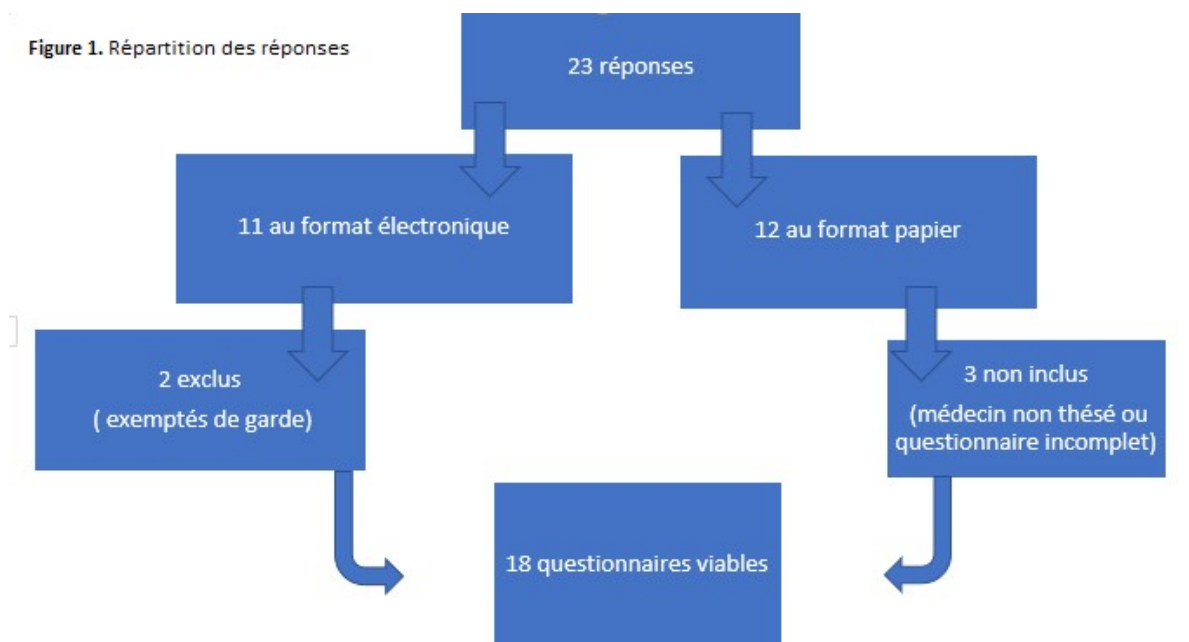 Figure 1. Répartition des réponses
23 réponses
11 au format électronique
12 au format papier
2 exclus
( exemptés de garde)
3 non inclus
(médecin non thésé ou
questionnaire incomplet)
18 questionnaires viables